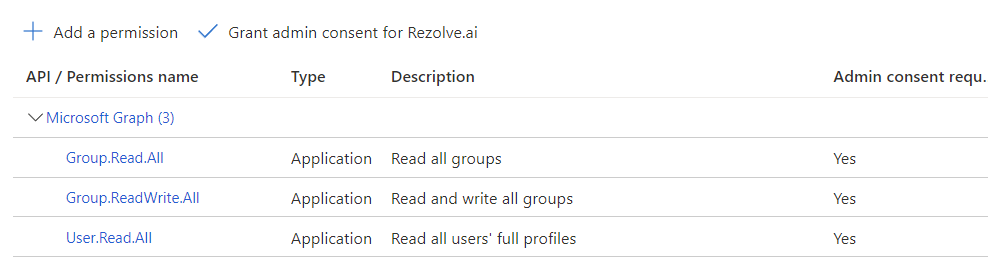 Add a permission Grant admin consent for Rezolve.ai
API / Permissions name Type Description Admin consent requ.
Microsoft Graph (3)
Group.Read.All Application Read all groups Yes
Group.ReadWrite.All Application Read and write all groups Yes
User.Read.All Application Read all users' full profiles Yes